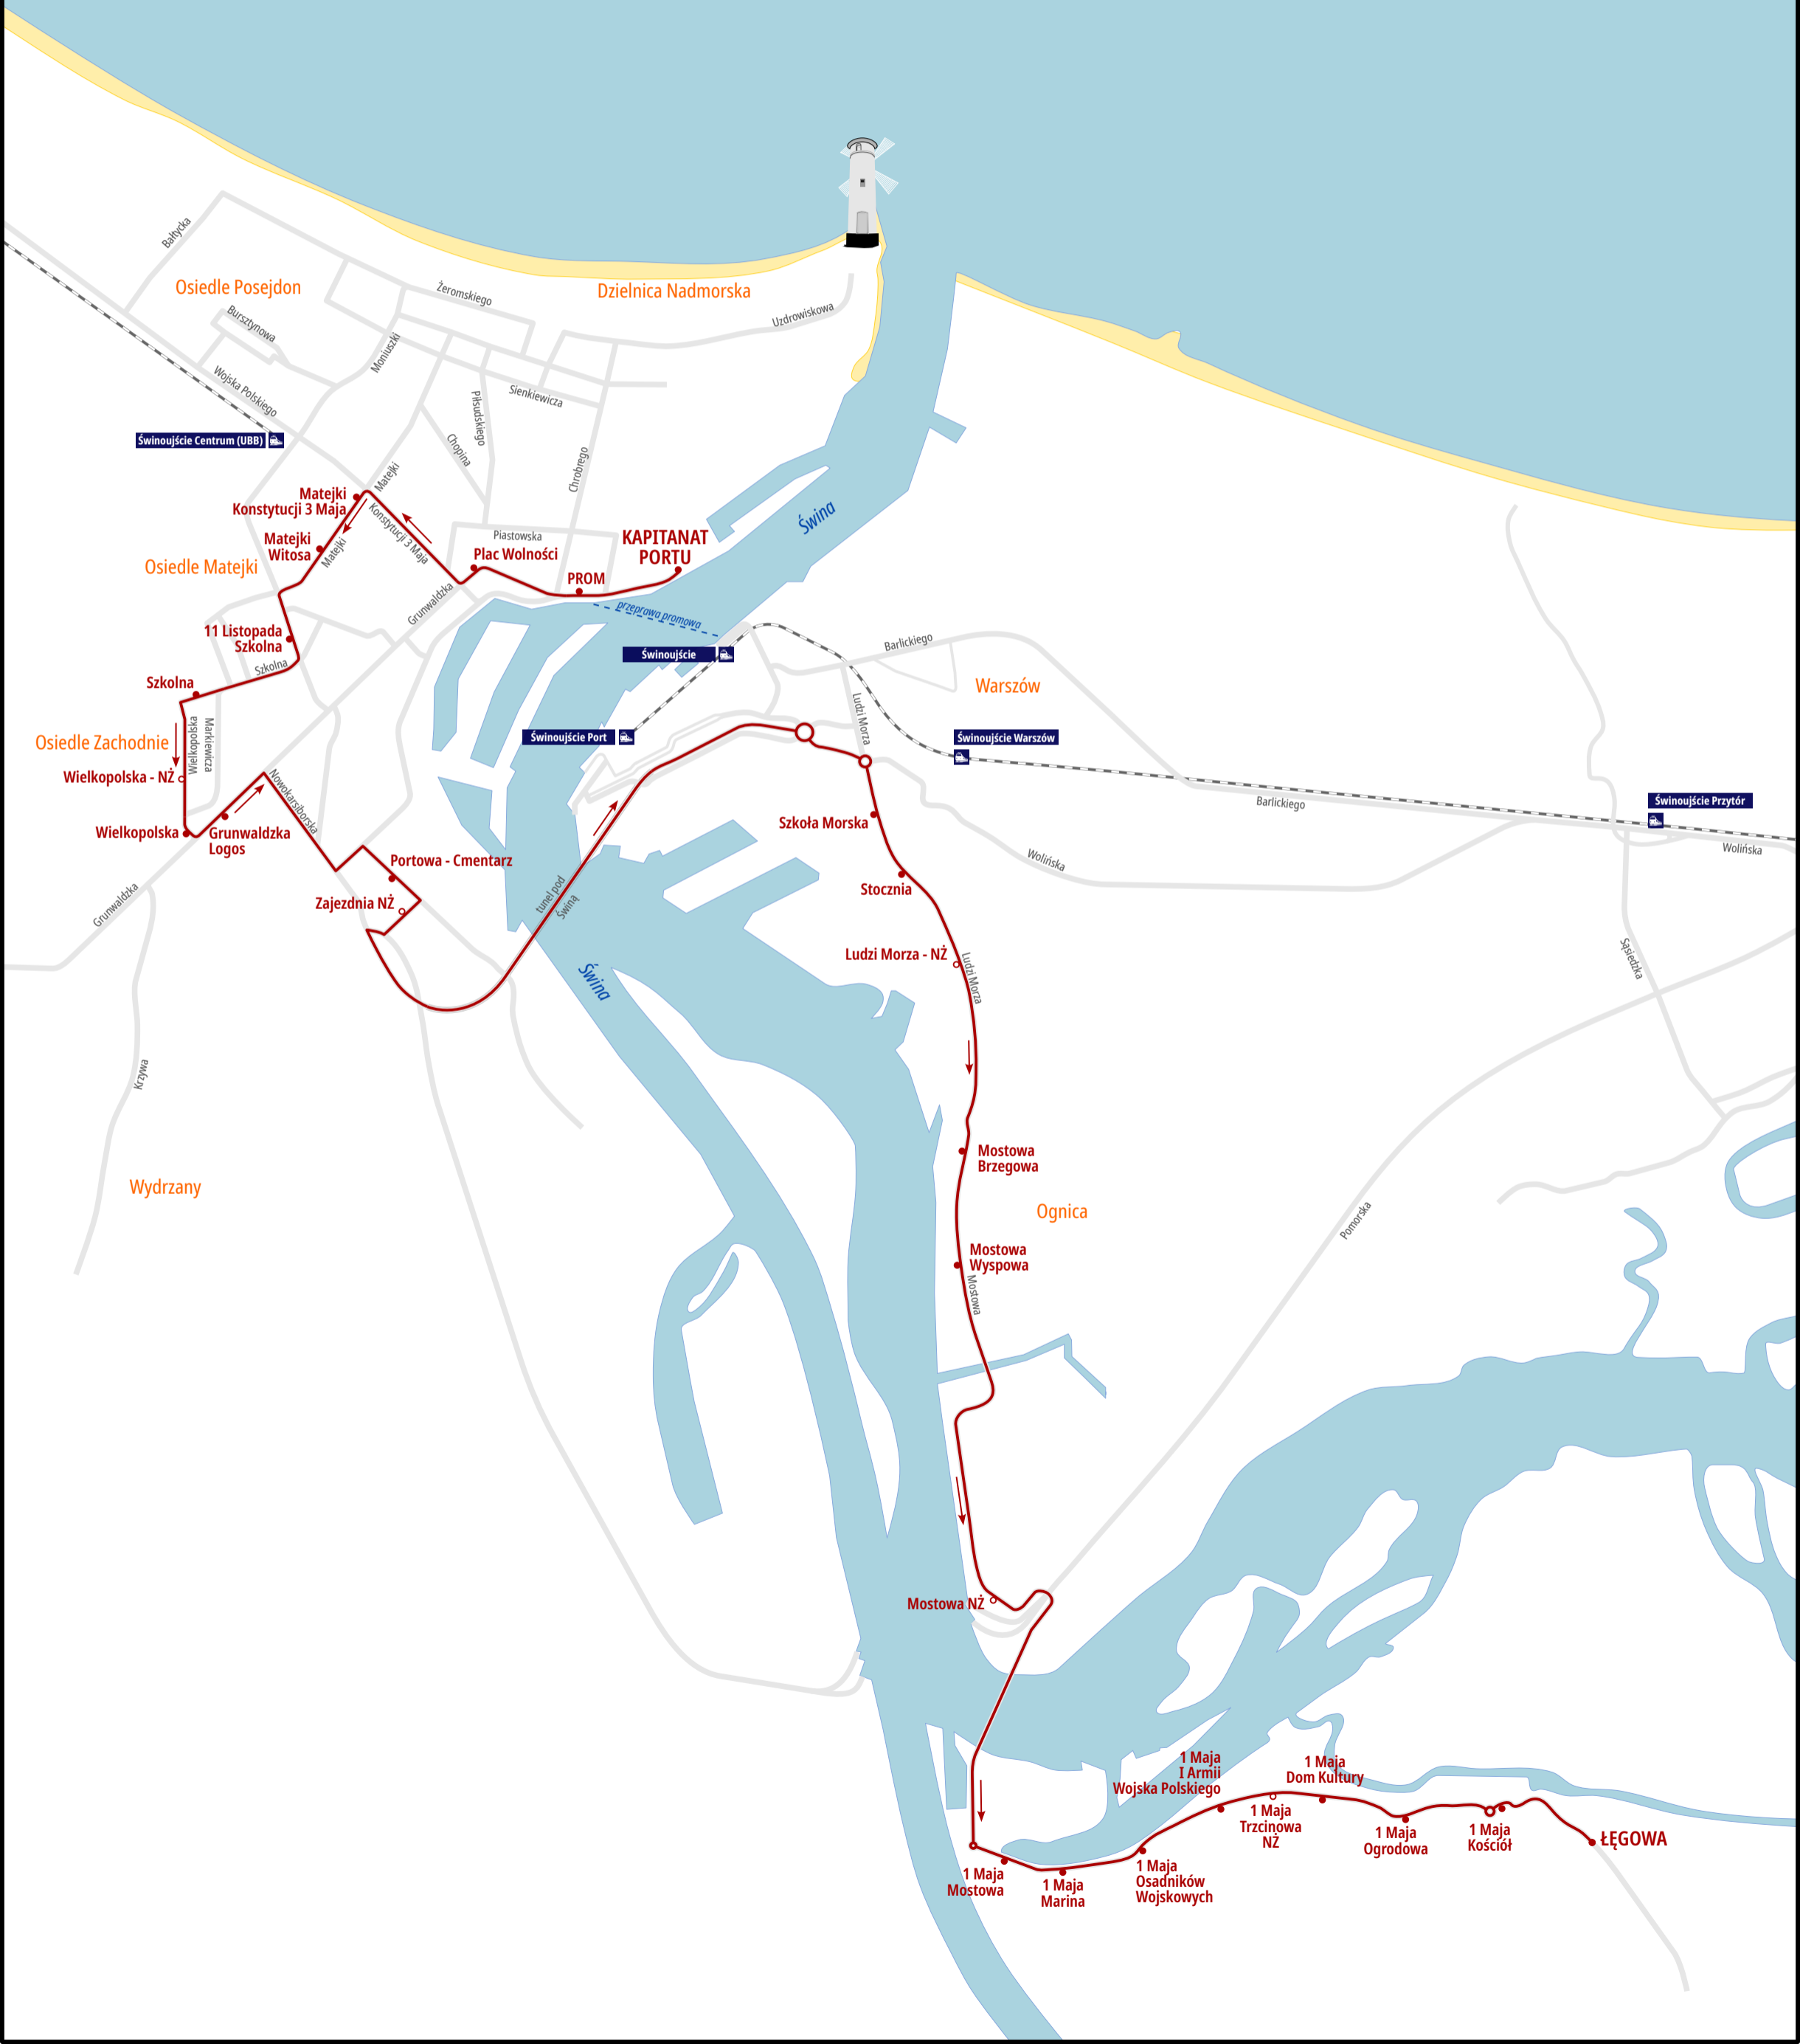 Bałtycka
Osiedle Posejdon
Bursztynowa
Żeromskiego
Dzielnica Nadmorska
Uzdrowiskowa
Moniuszki
Wojska Polskiego
Piłsudskiego
Sienkiewicza
Świnoujście Centrum (UBB)
Chopina
Chrobrego
Matejki
Matejki
Konstytucji 3 Maja
Konstytucji 3 Maja
Świna
Matejki
Witosa
Matejki
Piastowska
Plac Wolności
KAPITANAT
PORTU
Osiedle Matejki
PROM
Grunwaldzka
przeprawa promowa
11 Listopada
Szkolna
Świnoujście
Barlickiego
Szkolna
Szkolna
Warszów
Ludzi Morza
Osiedle Zachodnie
Wielkopolska
Markiewicza
Świnoujście Port
Świnoujście Warszów
Wielkopolska - NŻ
Nowokarsiborska
Barlickiego
Świnoujście Przytór
Wielkopolska
Grunwaldzka
Logos
Szkoła Morska
Wolińska
Wolińska
Portowa - Cmentarz
Stocznia
Zajezdnia NŻ
tunel pod
Świną
Grunwaldzka
Ludzi Morza - NŻ
Ludzi Morza
Sąsiedzka
Świna
Krzywa
Mostowa
Brzegowa
Wydrzany
Ognica
Pomorska
Mostowa
Wyspowa
Mostowa
Mostowa NŻ
1 Maja
I Armii
Wojska Polskiego
1 Maja
Dom Kultury
1 Maja
Trzcinowa
NŻ
1 Maja
Ogrodowa
1 Maja
Kościół
ŁĘGOWA
1 Maja
Mostowa
1 Maja
Marina
1 Maja
Osadników
Wojskowych